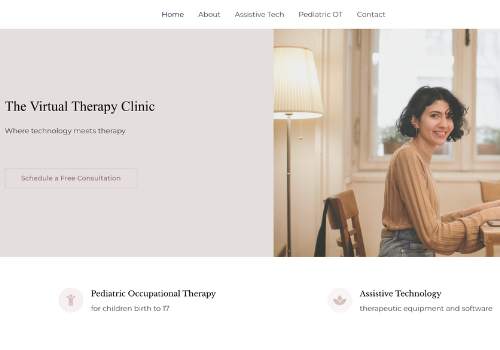 Home About Assistive Tech Pediatric OT Contact
The Virtual Therapy Clinic
Where technology meets therapy
Schedule a Free Consultation
Pediatric Occupational Therapy
for children birth to 17
Assistive Technology
therapeutic equipment and software